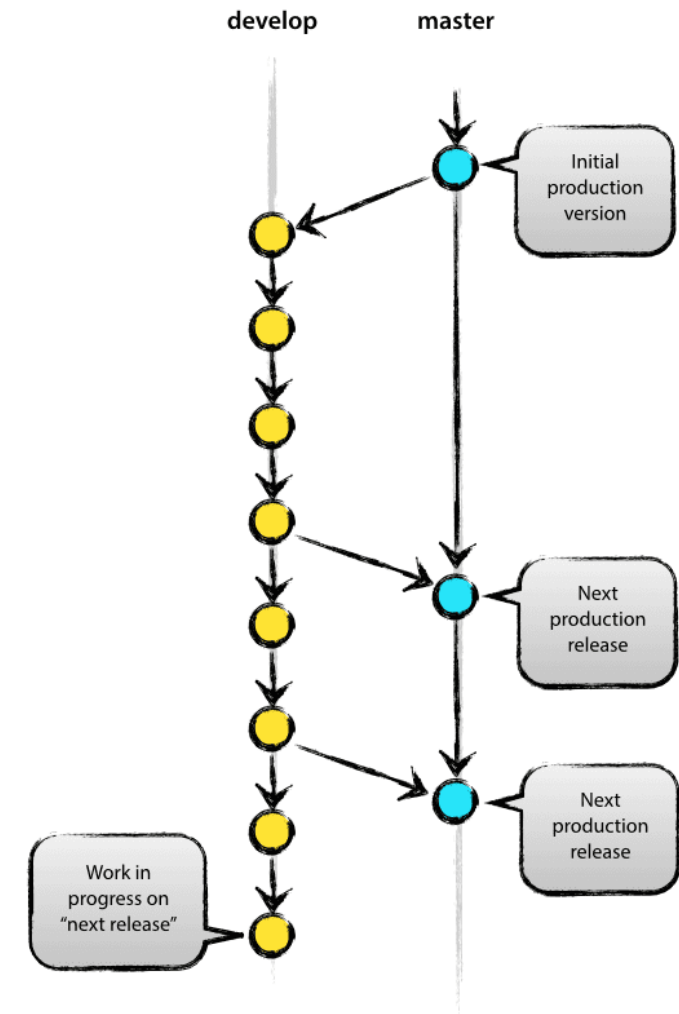 develop
master
Initial
production
version
Next
production
release
Next
production
release
Work in
progress on
“next release”